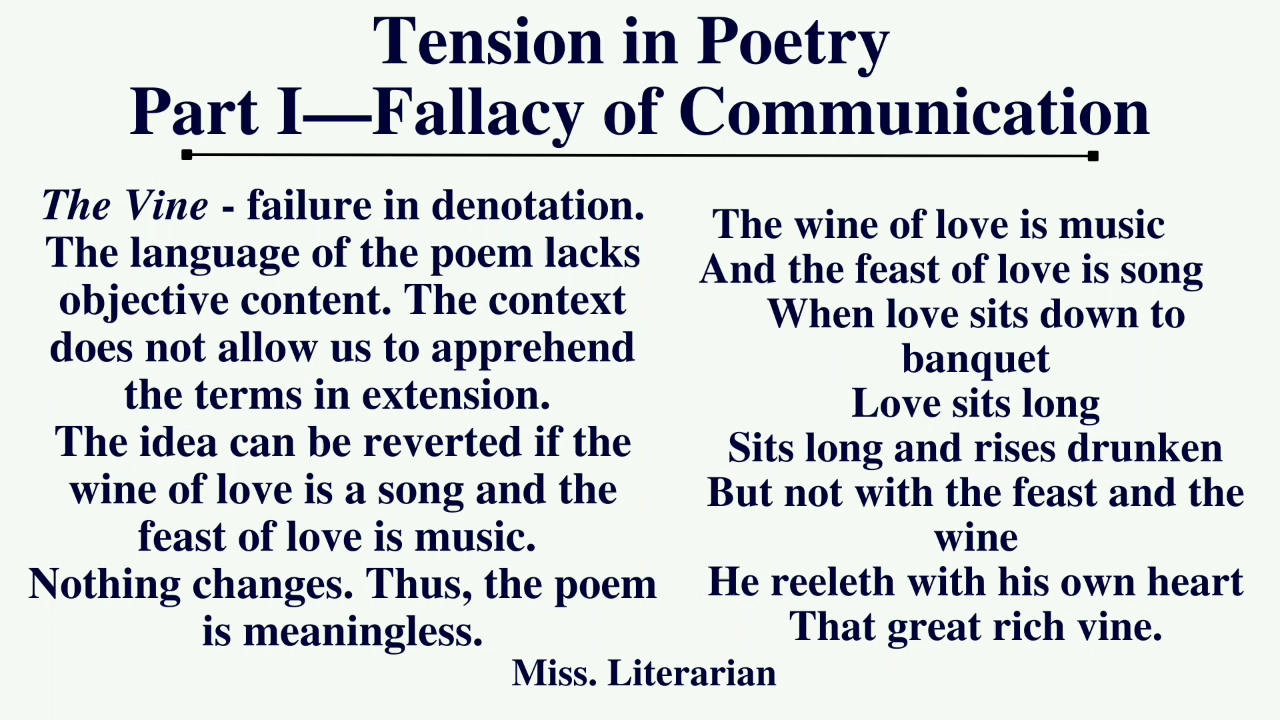 Tension in Poetry
Part I—Fallacy of Communication
The Vine - failure in denotation.
The language of the poem lacks
objective content. The context
does not allow us to apprehend
the terms in extension.
The idea can be reverted if the
wine of love is a song and the
feast of love is music.
Nothing changes. Thus, the poem
is meaningless.
The wine of love is music
And the feast of love is song
When love sits down to
banquet
Love sits long
Sits long and rises drunken
But not with the feast and the
wine
He reeleth with his own heart
That great rich vine.
Miss. Literarian